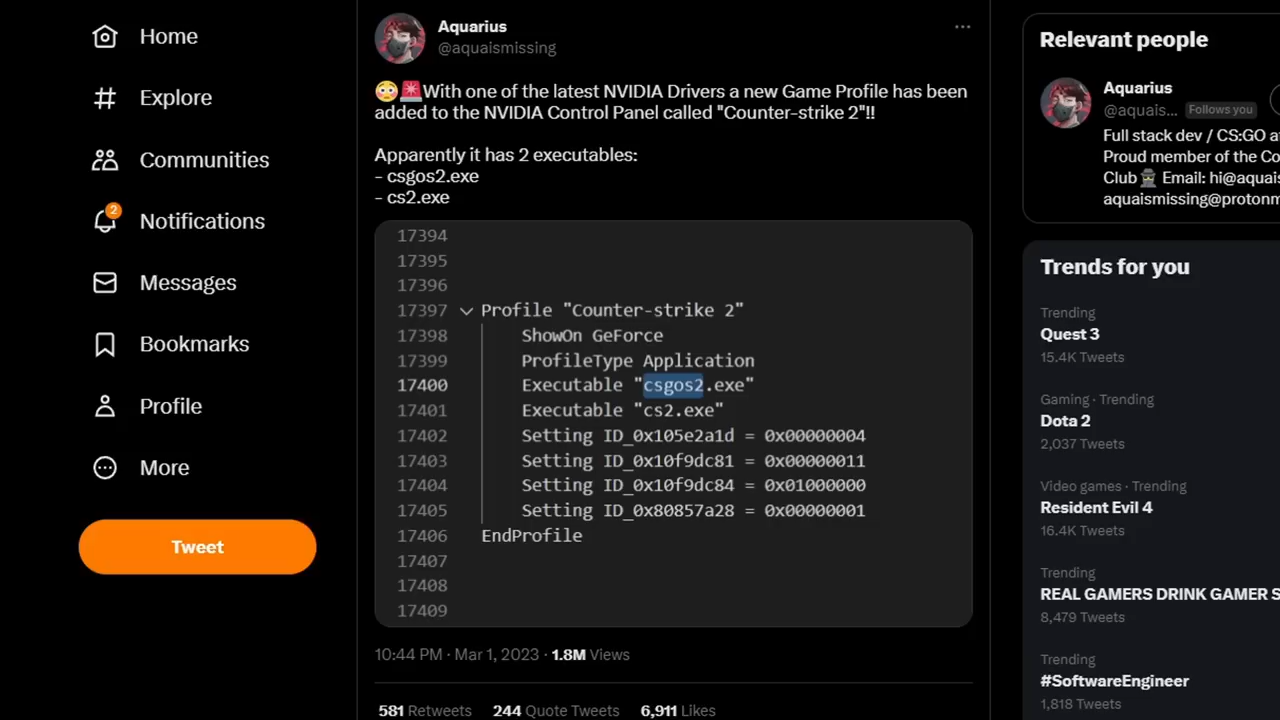 Home
Explore
Communities
2
Notifications
Messages
Bookmarks
Profile
More
Tweet
Aquarius
@aquaismissing
😳🚨With one of the latest NVIDIA Drivers a new Game Profile has been
added to the NVIDIA Control Panel called "Counter-strike 2"!!
Apparently it has 2 executables:
- csgos2.exe
- cs2.exe
17394
17395
17396
17397 Profile "Counter-strike 2"
17398 ShowOn GeForce
17399 ProfileType Application
17400 Executable "csgos2.exe"
17401 Executable "cs2.exe"
17402 Setting ID_0x105e2a1d = 0x00000004
17403 Setting ID_0x10f9dc81 = 0x00000011
17404 Setting ID_0x10f9dc84 = 0x01000000
17405 Setting ID_0x80857a28 = 0x00000001
17406 EndProfile
17407
17408
17409
10:44 PM · Mar 1, 2023 · 1.8M Views
581 Retweets 244 Quote Tweets 6,911 Likes
Relevant people
Aquarius
@aquais... Follows you
Full stack dev / CS:GO
Proud member of the
Club Email:
Trends for you
Trending
Quest 3
15.4K Tweets
Gaming · Trending
Dota 2
2,037 Tweets
Video games · Trending
Resident Evil 4
16.4K Tweets
Trending
REAL GAMERS DRINK GAMER
8,479 Tweets
Trending
#SoftwareEngineer
1,818 Tweets